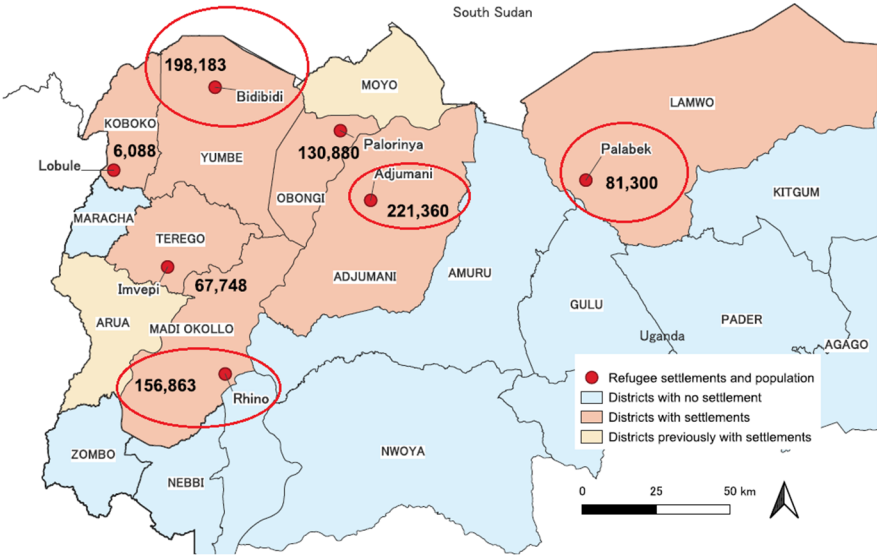 South Sudan
198,183
Bidibidi
MOYO
LAMWO
KOBOKO
6,088
Lobule
YUMBE
130,880
Palorinya
Adjumani
221,360
OBONGI
Palabek
81,300
KITGUM
MARACHA
TEREGO
Imvepi
67,748
ADJUMANI
AMURU
GULU
PADER
Uganda
AGAGO
ARUA
MADI OKOLLO
156,863
Rhino
ZOMBO
NEBBI
NWOYA
Refugee settlements and population
Districts with no settlement
Districts with settlements
Districts previously with settlements
0 25 50 km